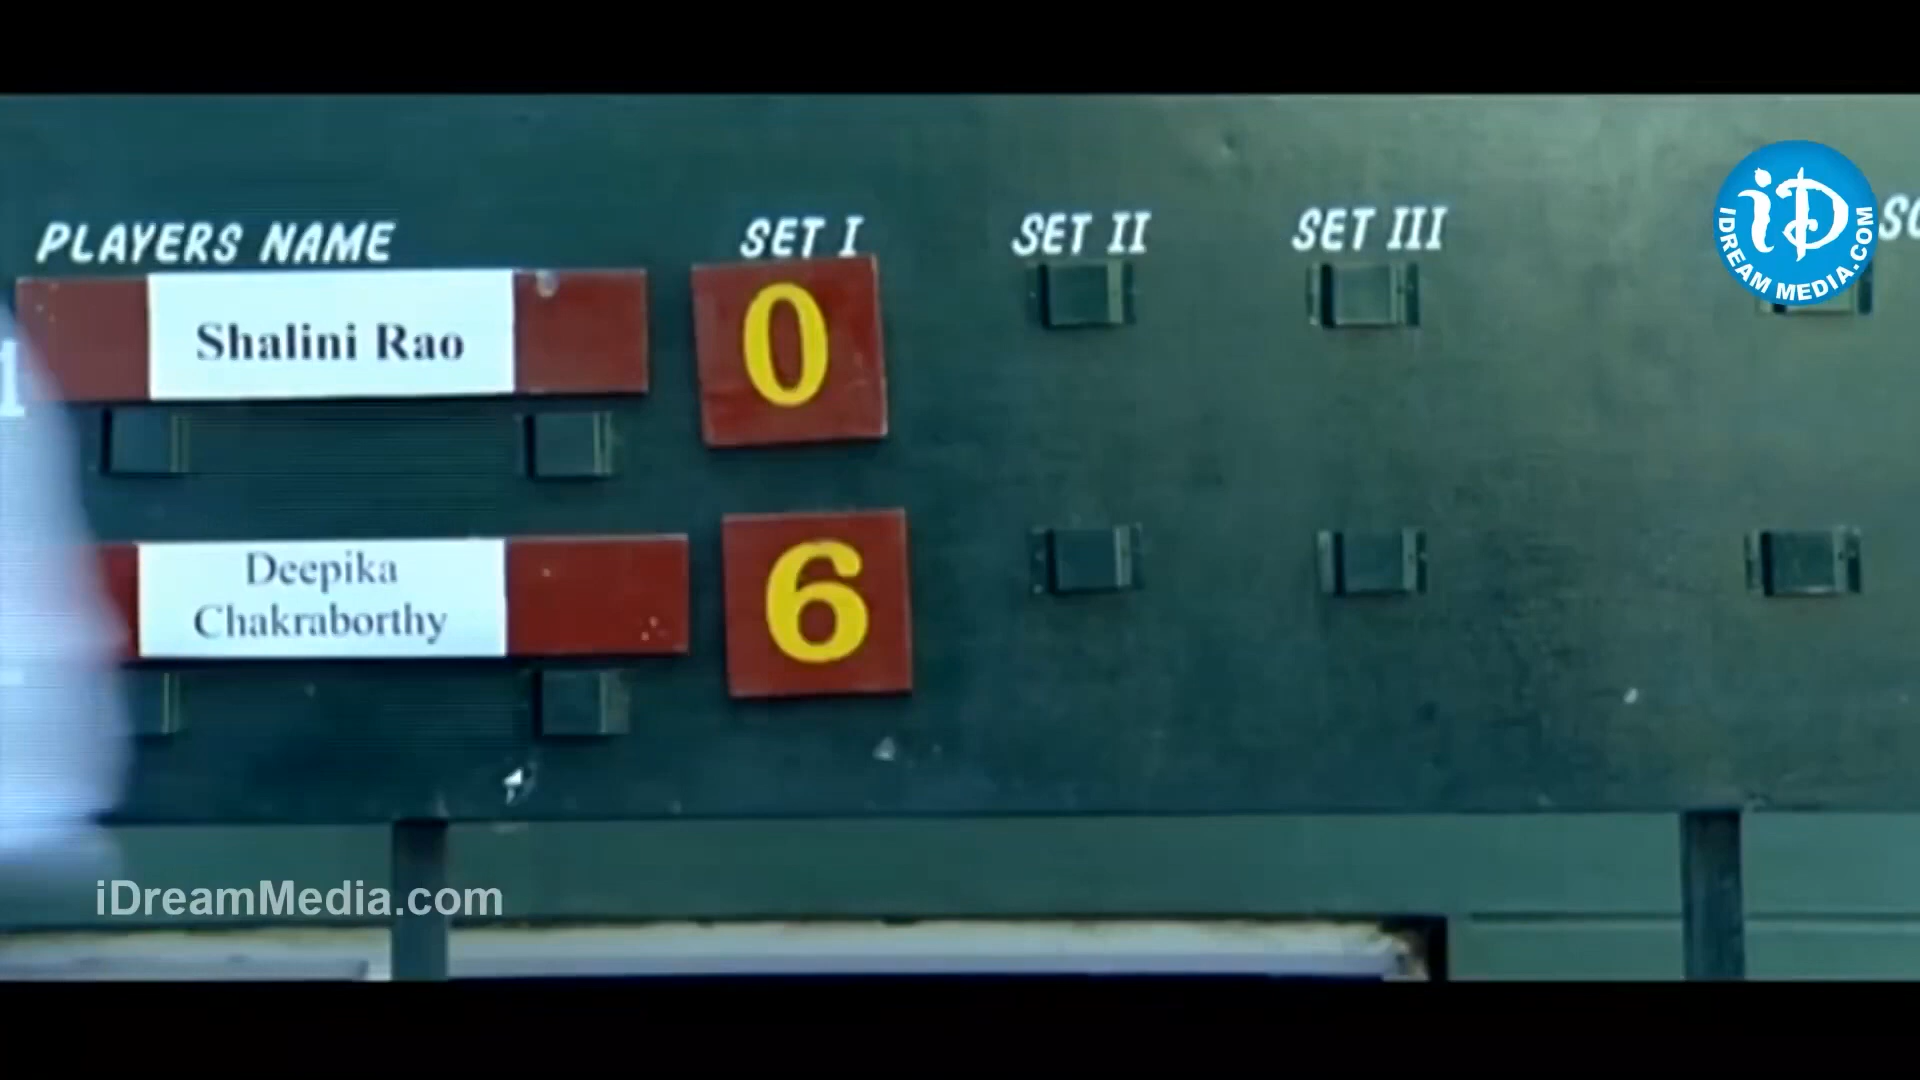 PLAYERS NAME SET I SET II SET III
Shalini Rao 0
1
Deepika
Chakraborthy 6
iD
IDREAM MEDIA.COM
iDreamMedia.com